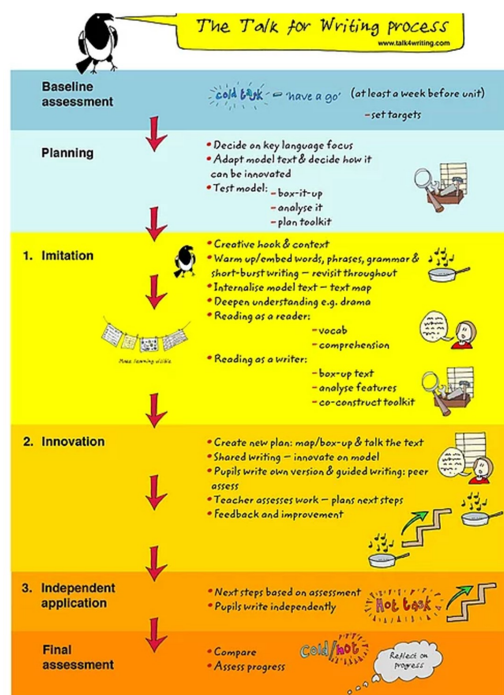 The Talk for Writing process
www.talk4writing.com
Baseline
assessment
cold task – 'have a go' (at least a week before unit)
– set targets
Planning
• Decide on key language focus
• Adapt model text & decide how it
can be innovated
• Test model: – box-it-up
– analyse it
– plan toolkit
1. Imitation
• Creative hook & context
• Warm up/embed words, phrases, grammar &
short-burst writing – revisit throughout
• Internalise model text – text map
• Deepen understanding e.g. drama
• Reading as a reader:
– vocab
– comprehension
• Reading as a writer:
– box-up text
– analyse features
– co-construct toolkit
Make learning visible
2. Innovation
• Create new plan: map/box-up & talk the text
• Shared writing – innovate on model
• Pupils write own version & guided writing: peer
assess
• Teacher assesses work – plans next steps
• Feedback and improvement
3. Independent
application
• Next steps based on assessment
• Pupils write independently
Hot task
Final
assessment
• Compare
• Assess progress
Cold/hot
Reflect on
progress